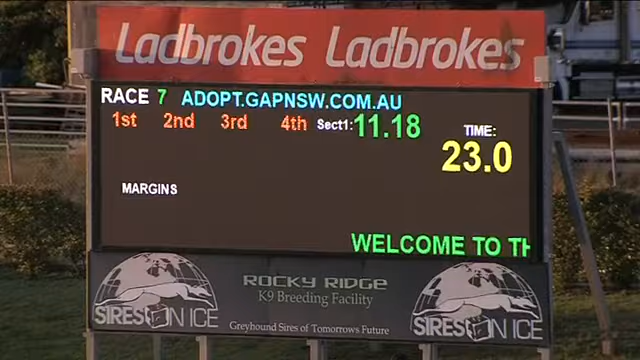 Ladbrokes Ladbrokes
RACE 7 ADOPT.GAPNSW.COM.AU
1st 2nd 3rd 4th Sect1: 11.18
TIME:
23.0
MARGINS
WELCOME TO TH
ROCKY RIDGE
K9 Breeding Facility
SIRES ON ICE
SIRES ON ICE
Greyhound Sires of Tomorrows Future